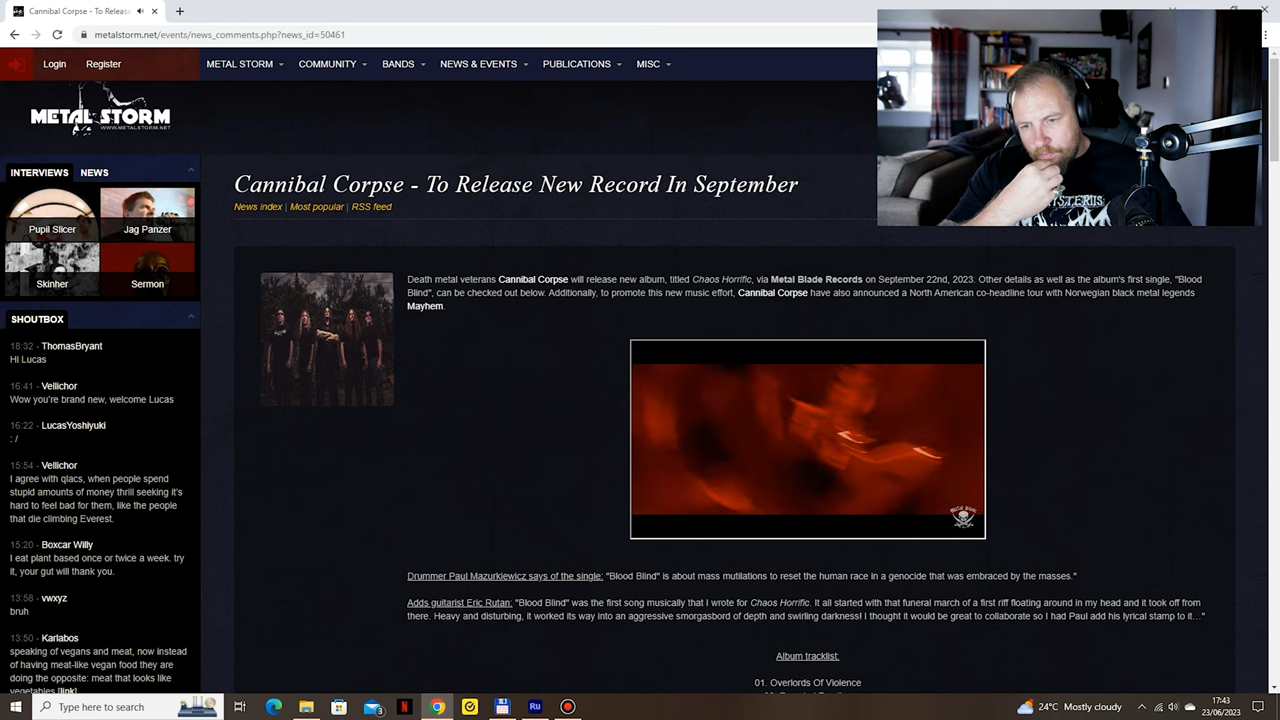 Cannibal Corpse - To Release
metalstorm.net/events/news_comments.php?news_id=50461
Login
Register
METAL STORM
COMMUNITY
BANDS
NEWS & EVENTS
PUBLICATIONS
MISC
METAL STORM
WWW.METALSTORM.NET
INTERVIEWS
NEWS
Pupil Slicer
Jag Panzer
Skinher
Sermon
SHOUTBOX
18:32 - ThomasBryant
Hi Lucas
16:41 - Vellichor
Wow you're brand new, welcome Lucas
16:22 - LucasYoshiyuki
: /
15:54 - Vellichor
I agree with qlacs, when people spend
stupid amounts of money thrill seeking it's
hard to feel bad for them, like the people
that die climbing Everest.
15:20 - Boxcar Willy
I eat plant based once or twice a week. try
it, your gut will thank you.
13:58 - vwxyz
bruh
13:50 - Karlabos
speaking of vegans and meat, now instead
of having meat-like vegan food they are
doing the opposite: meat that looks like
vegetables [link]
Cannibal Corpse - To Release New Record In September
News index | Most popular | RSS feed
Death metal veterans Cannibal Corpse will release new album, titled Chaos Horrific, via Metal Blade Records on September 22nd, 2023. Other details as well as the album's first single, "Blood
Blind", can be checked out below. Additionally, to promote this new music effort, Cannibal Corpse have also announced a North American co-headline tour with Norwegian black metal legends
Mayhem.
Drummer Paul Mazurkiewicz says of the single: "Blood Blind" is about mass mutilations to reset the human race in a genocide that was embraced by the masses."
Adds guitarist Eric Rutan: "Blood Blind" was the first song musically that I wrote for Chaos Horrific. It all started with that funeral march of a first riff floating around in my head and it took off from
there. Heavy and disturbing, it worked its way into an aggressive smorgasbord of depth and swirling darkness! I thought it would be great to collaborate so I had Paul add his lyrical stamp to it…"
Album tracklist:
01. Overlords Of Violence
Type here to search
Ru
24°C Mostly cloudy
17:43
23/06/2023